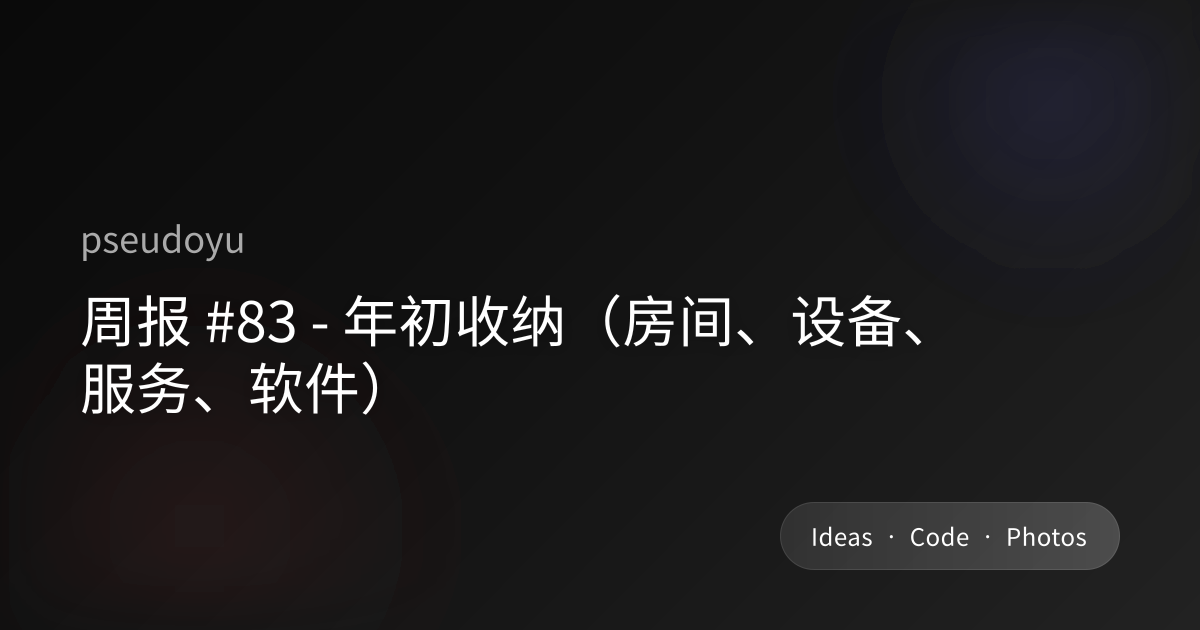 pseudoyu
周报 #83 - 年初收纳（房间、设备、
服务、软件）
Ideas · Code · Photos